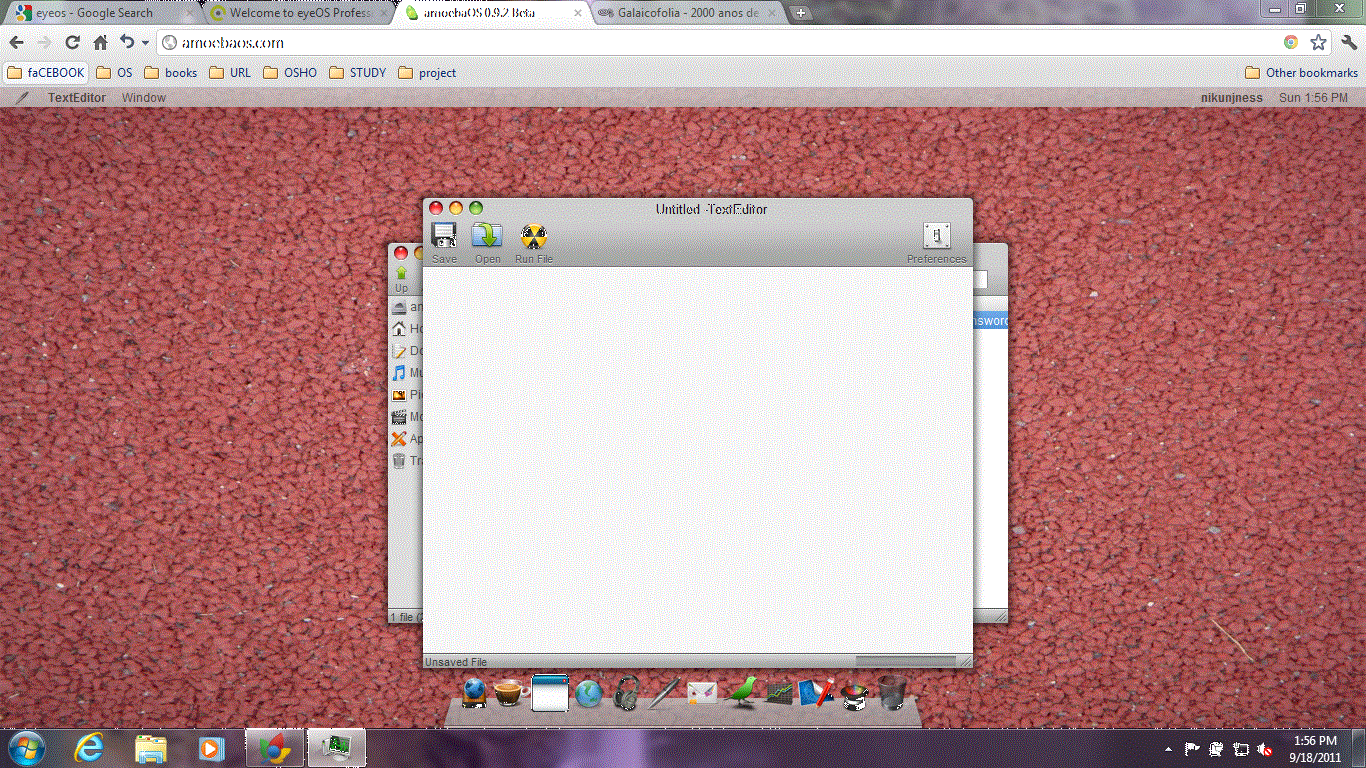 eyeos - Google Search
Welcome to eyeOS Profess
amoebaOS 0.9.2 Beta
Galaicofolia - 2000 anos de
amoebaos.com
faCEBOOK OS books URL OSHO STUDY project Other bookmarks
TextEditor Window nikunjness Sun 1:56 PM
Untitled -TextEditor
Save Open Run File Preferences
Up
an
Ho
Do
Mu
Pi
Mo
Ap
Tra
nsword
1 file (
Unsaved File
1:56 PM
9/18/2011